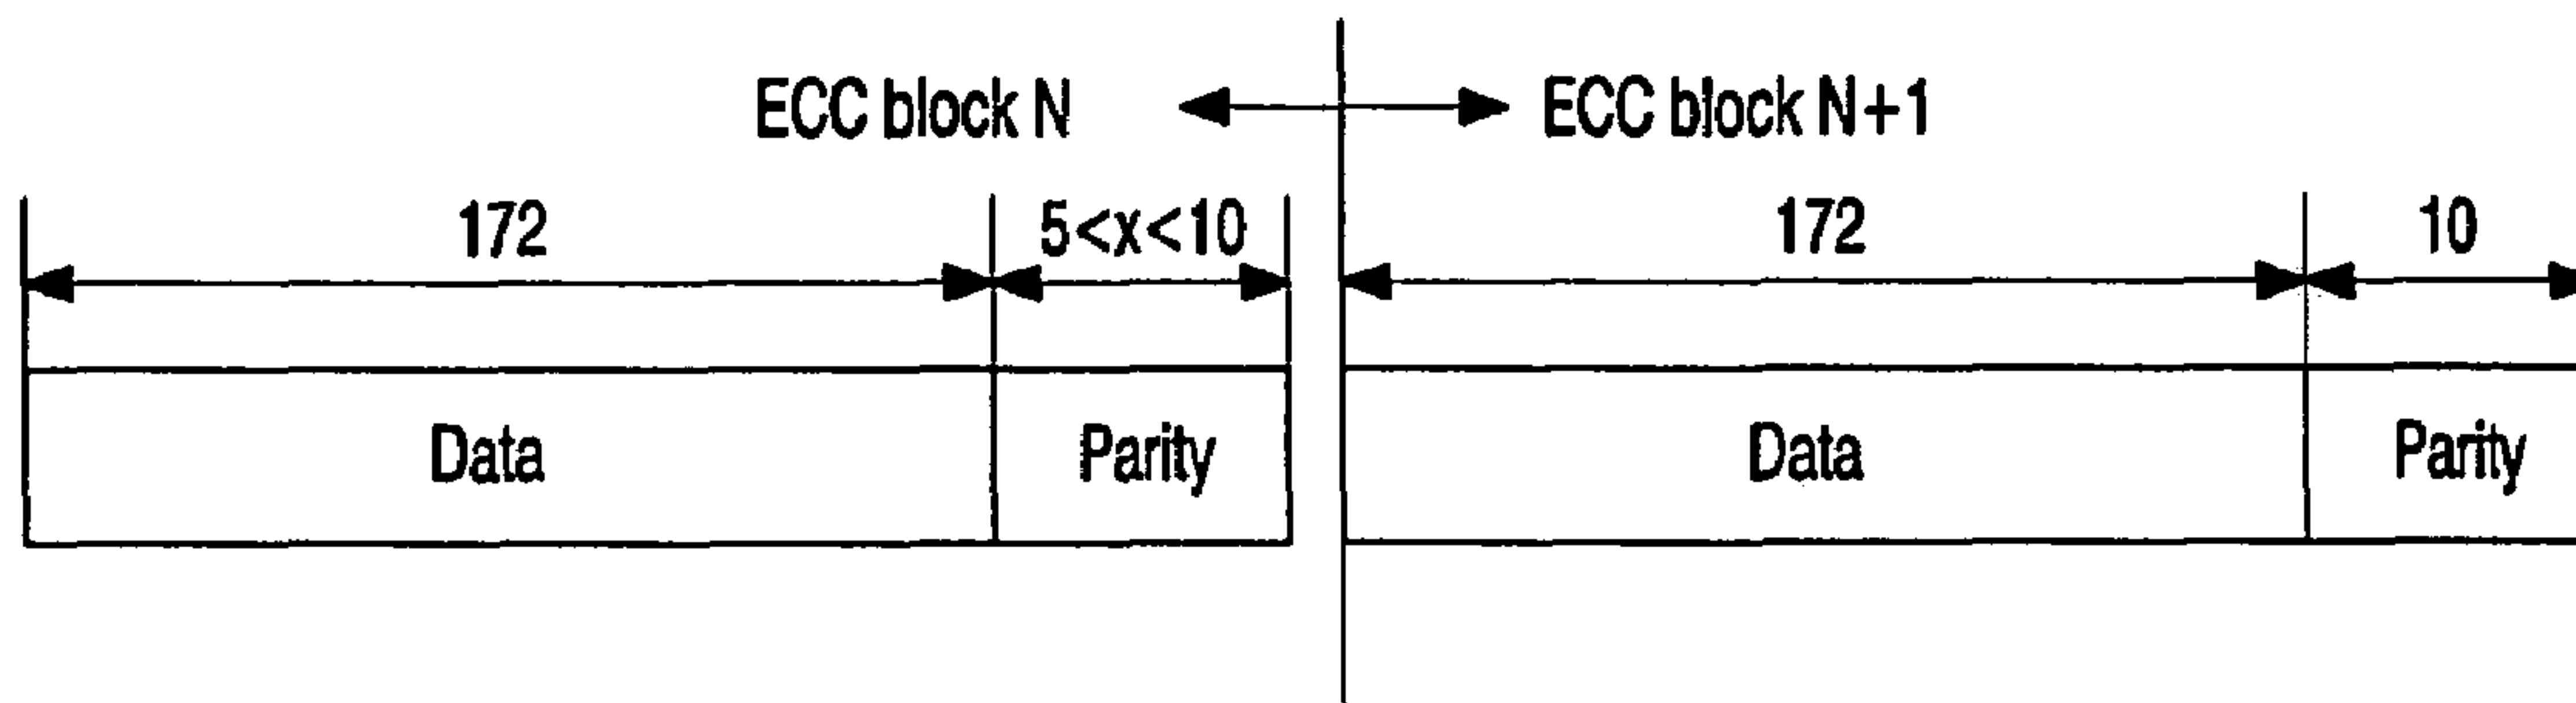 ECC block N ECC block N+1
172 5<x<10 172 10
Data Parity Data Parity